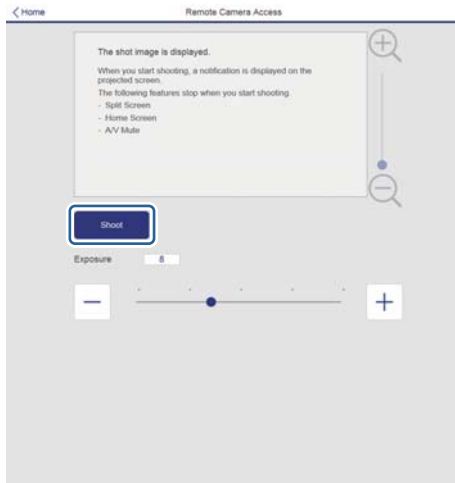 Home
Remote Camera Access
The shot image is displayed.
When you start shooting, a notification is displayed on the
projected screen.
The following features stop when you start shooting.
- Split Screen
- Home Screen
- A/V Mute
Shoot
Exposure 8